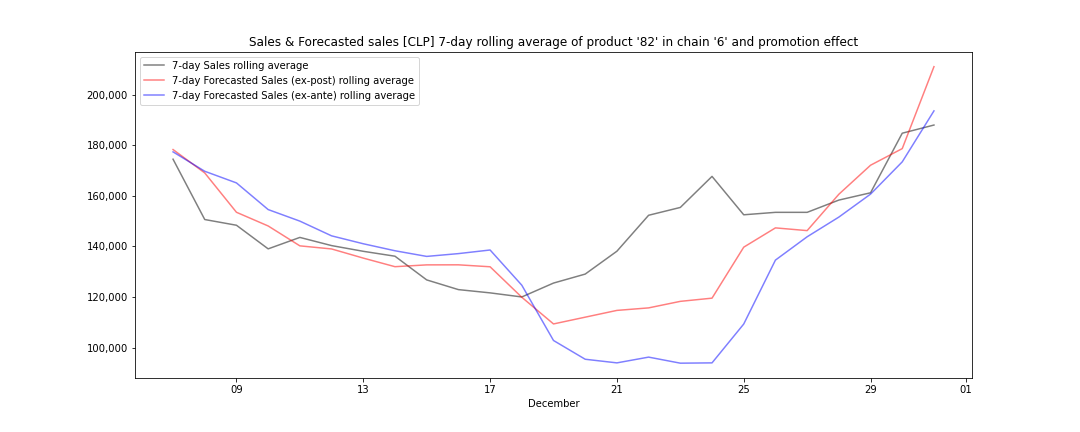 Sales & Forecasted sales [CLP] 7-day rolling average of product '82' in chain '6' and promotion effect
7-day Sales rolling average
7-day Forecasted Sales (ex-post) rolling average
7-day Forecasted Sales (ex-ante) rolling average
200,000
180,000
160,000
140,000
120,000
100,000
09
13
17
21
25
29
01
December